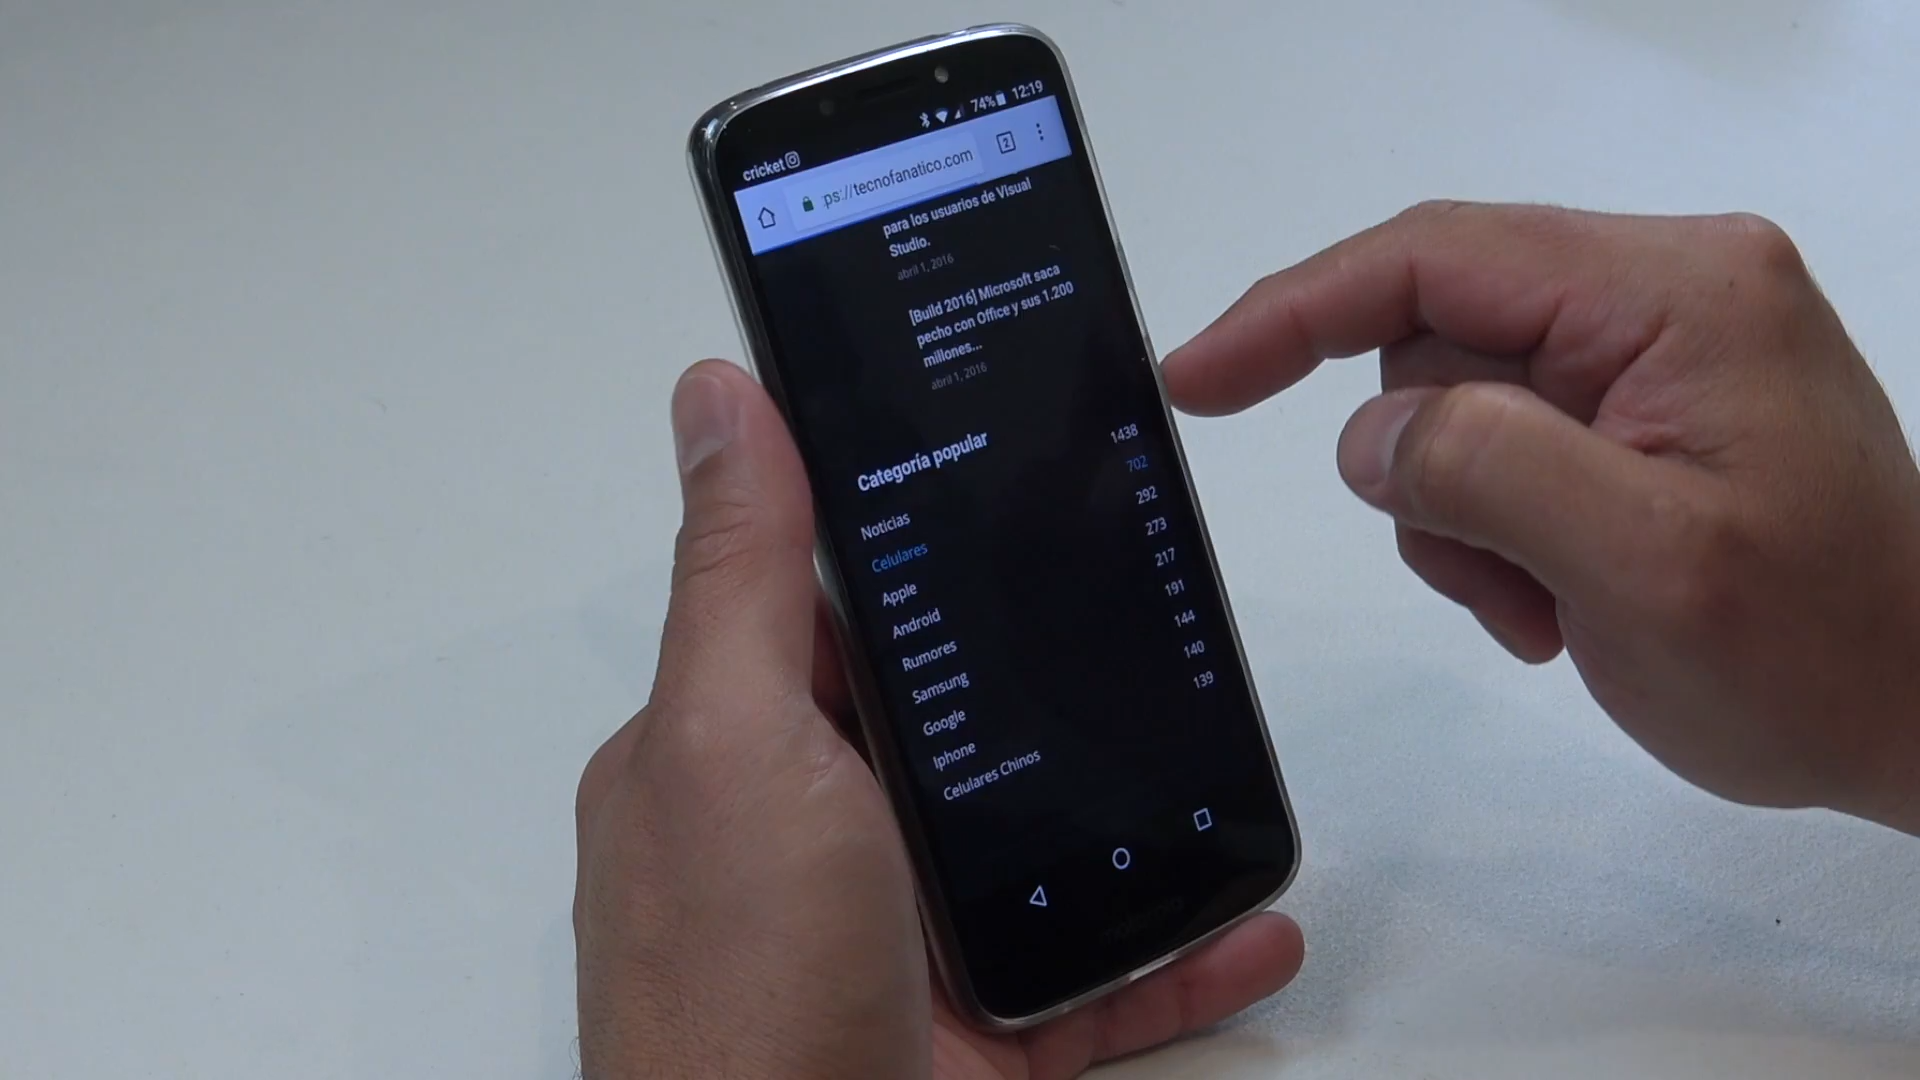 cricket 74% 12:19
ps://tecnofanatico.com 2
para los usuarios de Visual
Studio.
abril 1, 2016
[Build 2016] Microsoft saca
pecho con Office y sus 1.200
millones...
abril 1, 2016
Categoría popular
Noticias 1438
Celulares 702
Apple 292
Android 273
Rumores 217
Samsung 191
Google 144
Iphone 140
Celulares Chinos 139
motorola